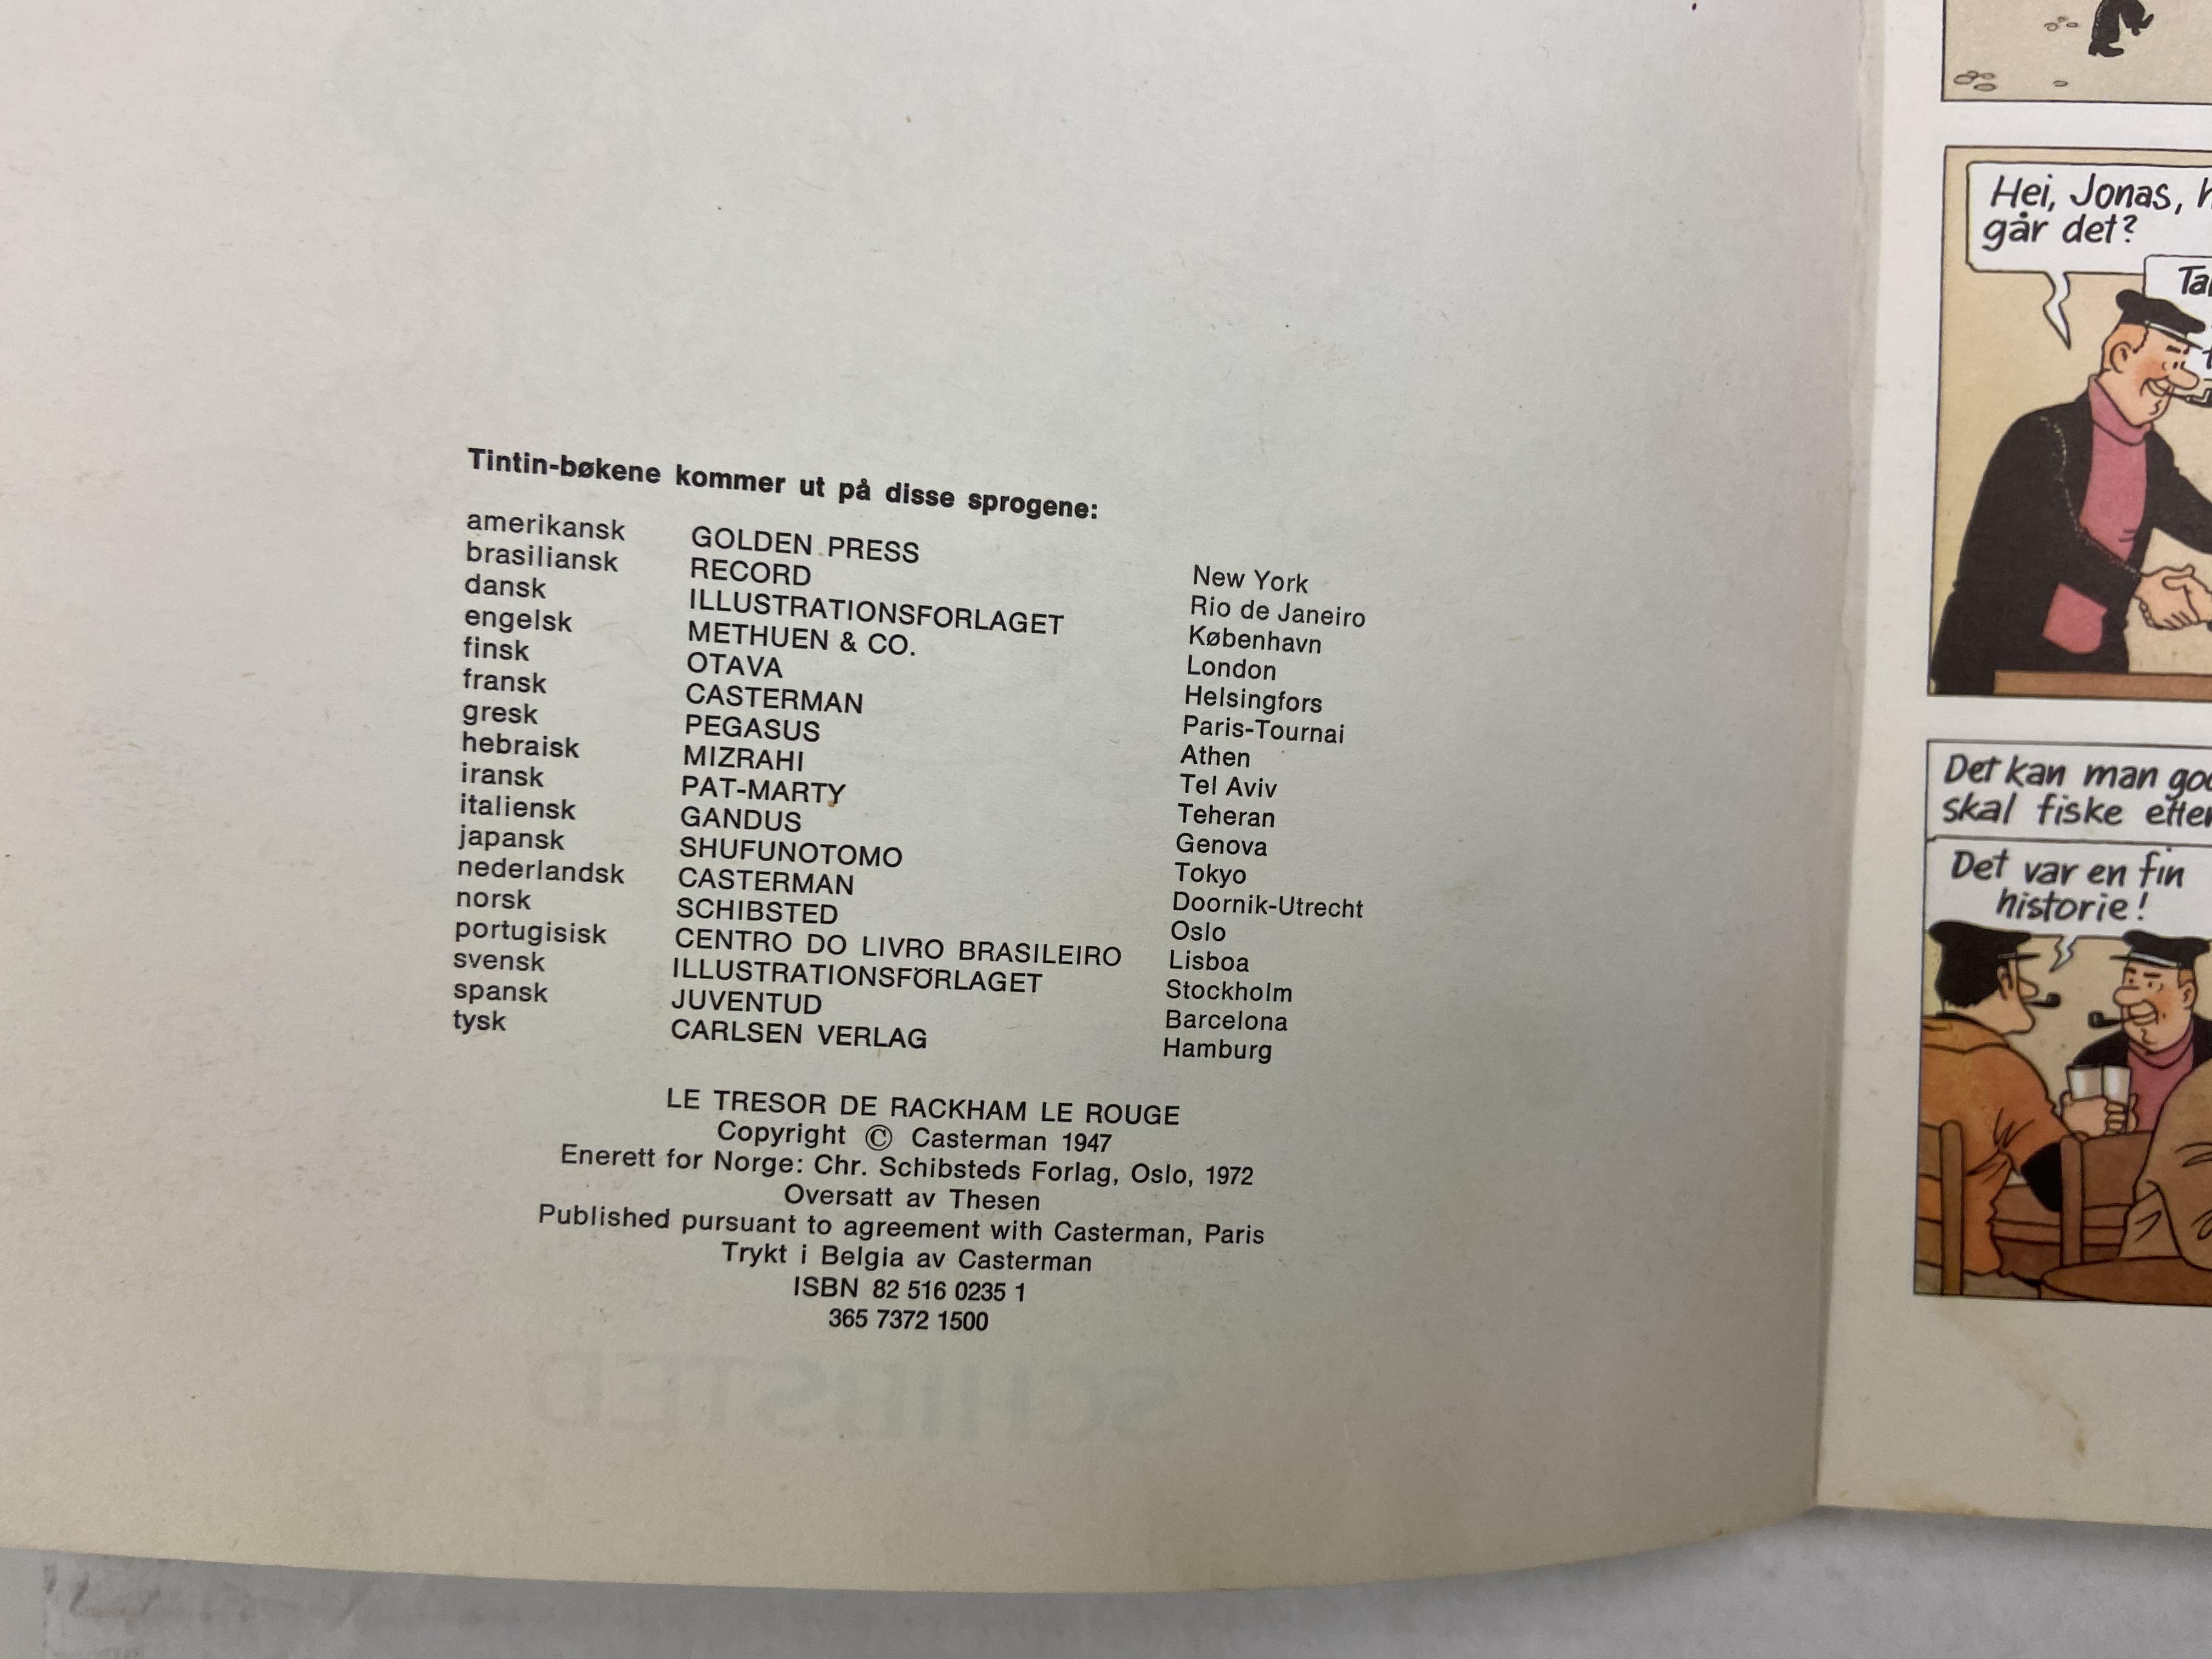 Tintin-bøkene kommer ut på disse sprogene:
amerikansk GOLDEN PRESS New York
brasiliansk RECORD Rio de Janeiro
dansk ILLUSTRATIONSFORLAGET København
engelsk METHUEN & CO. London
finsk OTAVA Helsingfors
fransk CASTERMAN Paris-Tournai
gresk PEGASUS Athen
hebraisk MIZRAHI Tel Aviv
iransk PAT-MARTY Teheran
italiensk GANDUS Genova
japansk SHUFUNOTOMO Tokyo
nederlandsk CASTERMAN Doornik-Utrecht
norsk SCHIBSTED Oslo
portugisisk CENTRO DO LIVRO BRASILEIRO Lisboa
svensk ILLUSTRATIONSFÖRLAGET Stockholm
spansk JUVENTUD Barcelona
tysk CARLSEN VERLAG Hamburg
LE TRESOR DE RACKHAM LE ROUGE
Copyright © Casterman 1947
Enerett for Norge: Chr. Schibsteds Forlag, Oslo, 1972
Oversatt av Thesen
Published pursuant to agreement with Casterman, Paris
Trykt i Belgia av Casterman
ISBN 82 516 0235 1
365 7372 1500
SCHIBSTED
Hei, Jonas,
går det?
Det kan man
skal fiske
Det var en fin
historie!